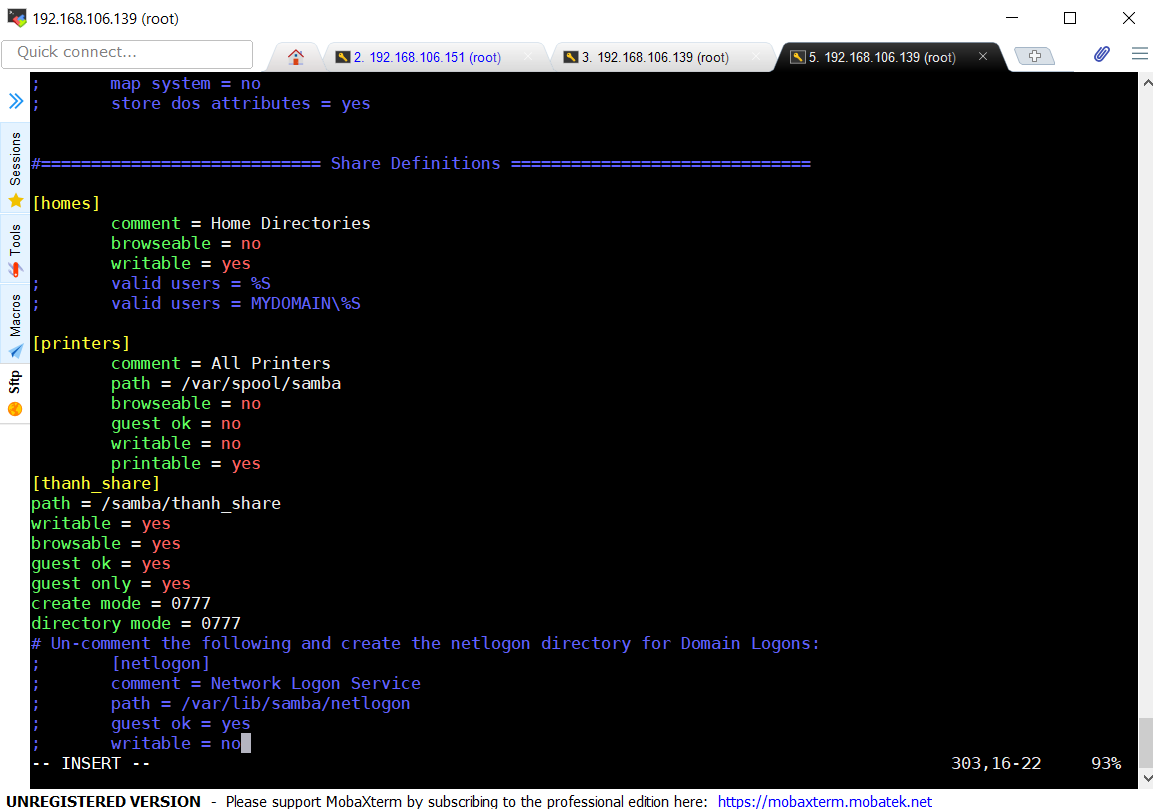 192.168.106.139 (root)
Quick connect...
2. 192.168.106.151 (root)
3. 192.168.106.139 (root)
5. 192.168.106.139 (root)
Sessions
Tools
Macros
Sftp
;       map system = no
;       store dos attributes = yes
#============================ Share Definitions ==============================
[homes]
        comment = Home Directories
        browseable = no
        writable = yes
;       valid users = %S
;       valid users = MYDOMAIN\%S
[printers]
        comment = All Printers
        path = /var/spool/samba
        browseable = no
        guest ok = no
        writable = no
        printable = yes
[thanh_share]
path = /samba/thanh_share
writable = yes
browsable = yes
guest ok = yes
guest only = yes
create mode = 0777
directory mode = 0777
# Un-comment the following and create the netlogon directory for Domain Logons:
;       [netlogon]
;       comment = Network Logon Service
;       path = /var/lib/samba/netlogon
;       guest ok = yes
;       writable = no
-- INSERT -- 303,16-22 93%
UNREGISTERED VERSION - Please support MobaXterm by subscribing to the professional edition here: https://mobaxterm.mobatek.net